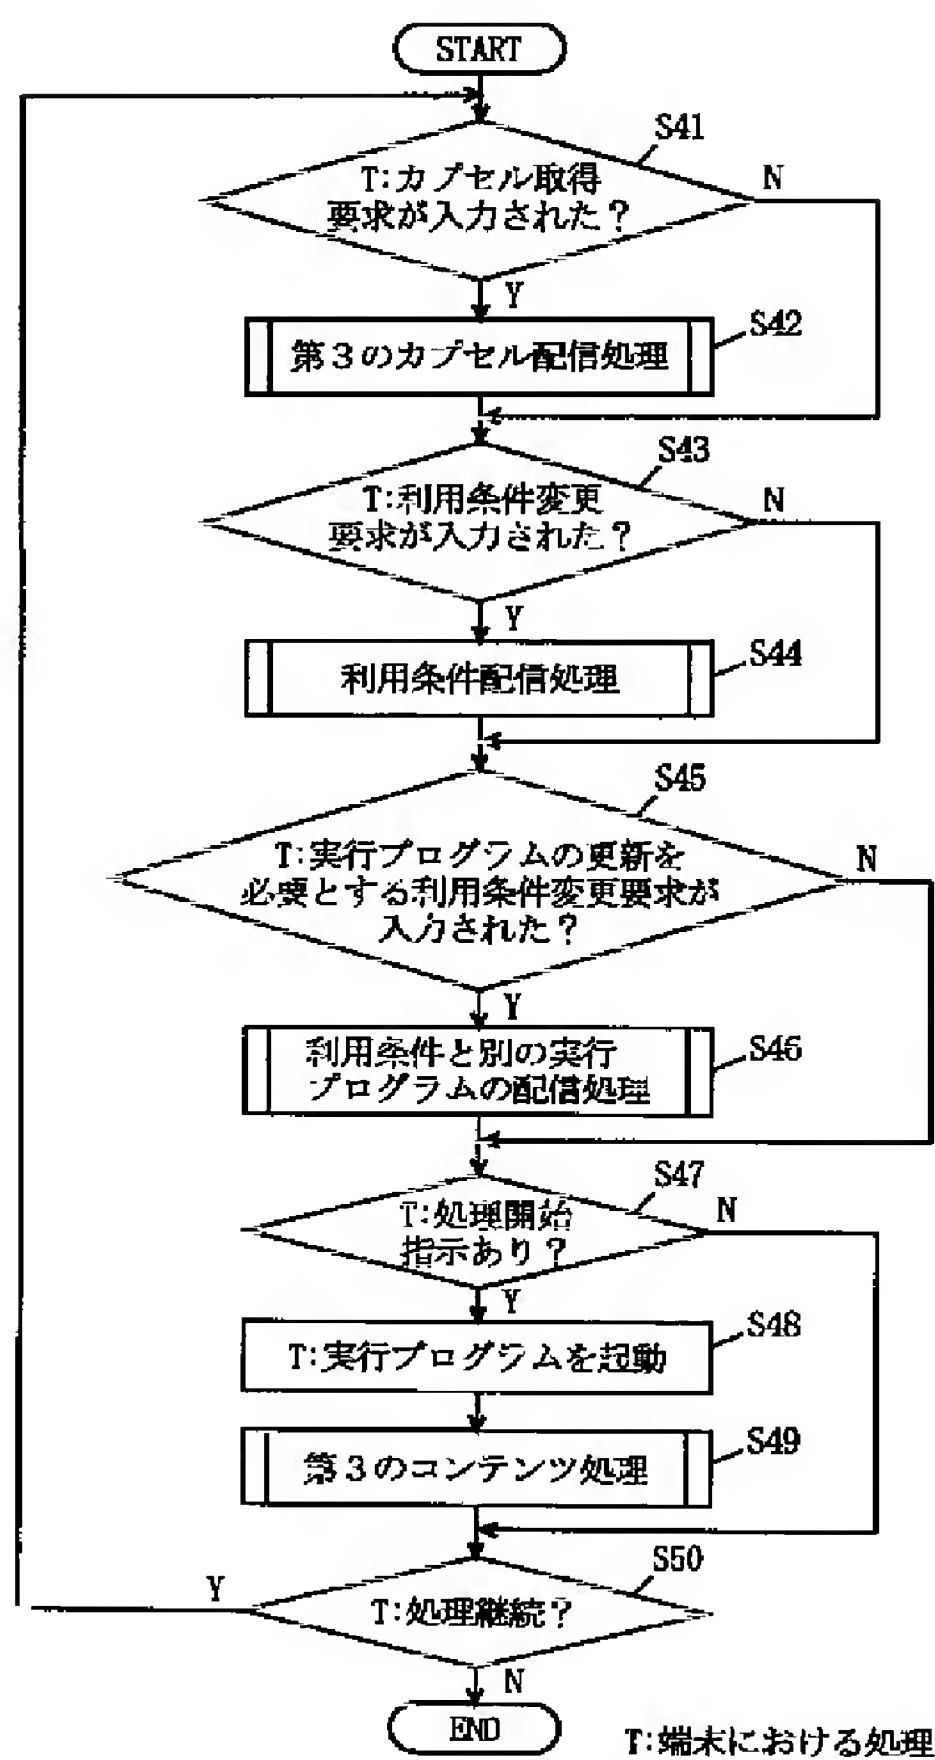 START
S41
T:カプセル取得
要求が入力された？
N
Y
S42
第３のカプセル配信処理
S43
T:利用条件変更
要求が入力された？
N
Y
S44
利用条件配信処理
S45
T:実行プログラムの更新を
必要とする利用条件変更要求が
入力された？
N
Y
S46
利用条件と別の実行
プログラムの配信処理
S47
T:処理開始
指示あり？
N
Y
S48
T:実行プログラムを起動
S49
第３のコンテンツ処理
S50
T:処理継続？
Y
N
END
T:端末における処理